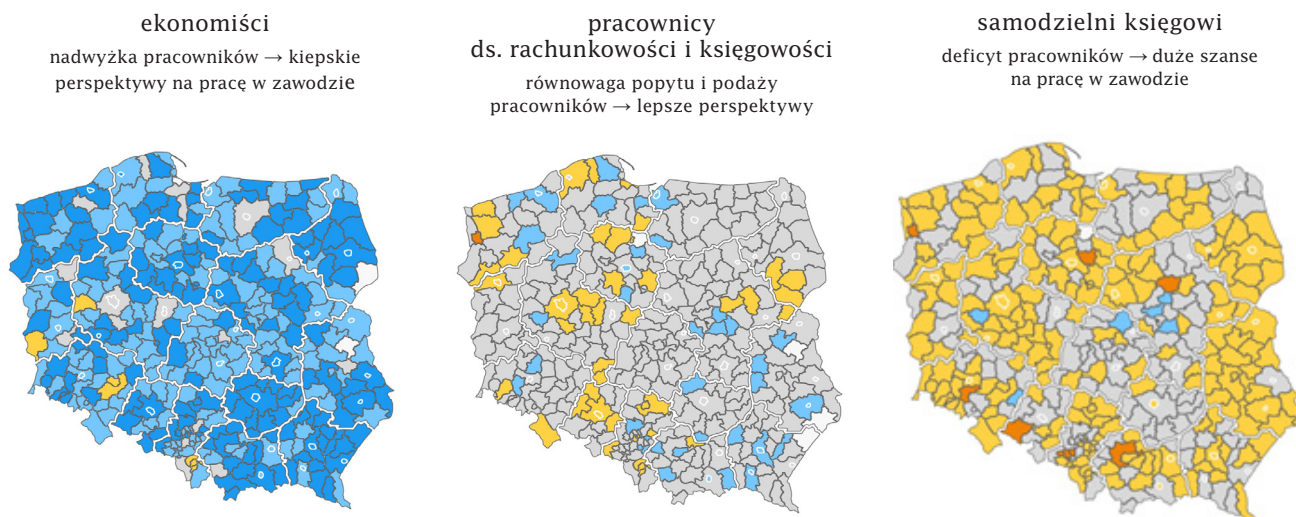 ekonomiści
nadwyżka pracowników → kiepskie
perspektywy na pracę w zawodzie
pracownicy
ds. rachunkowości i księgowości
równowaga popytu i podaży
pracowników → lepsze perspektywy
samodzielni księgowi
deficyt pracowników → duże szanse
na pracę w zawodzie